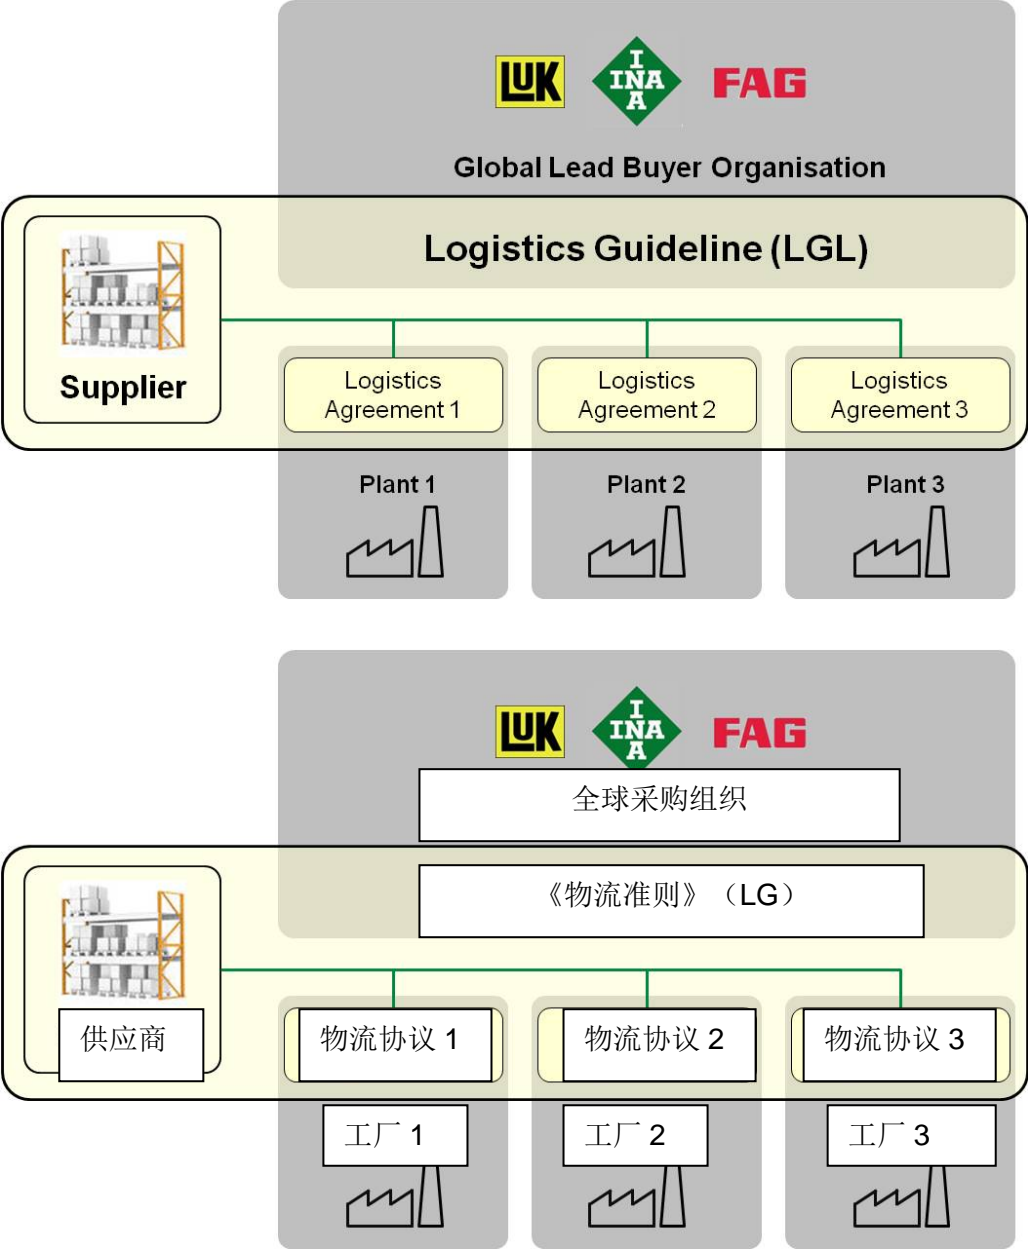 LUK
INA
FAG
Global Lead Buyer Organisation
Logistics Guideline (LGL)
Supplier
Logistics
Agreement 1
Logistics
Agreement 2
Logistics
Agreement 3
Plant 1
Plant 2
Plant 3
LUK
INA
FAG
全球采购组织
《物流准则》（LG）
供应商
物流协议 1
物流协议 2
物流协议 3
工厂 1
工厂 2
工厂 3